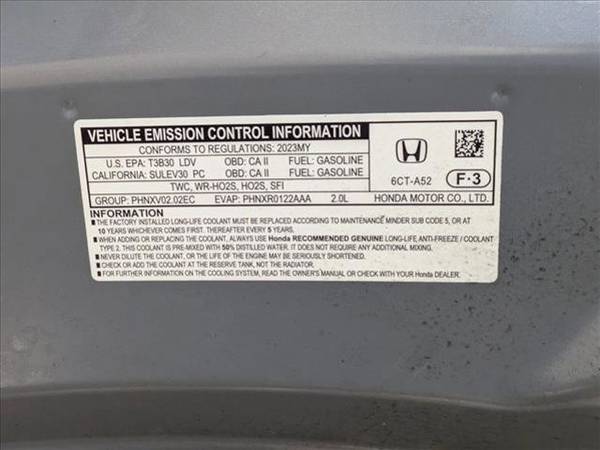 VEHICLE EMISSION CONTROL INFORMATION
CONFORMS TO REGULATIONS: 2023MY
U.S. EPA: T3B30 LDV OBD: CA II FUEL: GASOLINE
CALIFORNIA: SULEV30 PC OBD: CA II FUEL: GASOLINE
TWC, WR-HO2S, HO2S, SFI
GROUP: PHNXV02.02EC EVAP: PHNXR0122AAA 2.0L
6CT-A52 F-3
HONDA MOTOR CO., LTD.
INFORMATION
■ THE FACTORY INSTALLED LONG-LIFE COOLANT MUST BE CHANGED ACCORDING TO MAINTENANCE MINDER SUB CODE 5, OR AT
10 YEARS WHICHEVER COMES FIRST. THEREAFTER EVERY 5 YEARS.
■ WHEN ADDING OR REPLACING THE COOLANT, ALWAYS USE Honda RECOMMENDED GENUINE LONG-LIFE ANTI-FREEZE / COOLANT
TYPE 2. THIS COOLANT IS PRE-MIXED WITH 50% DISTILLED WATER. IT DOES NOT REQUIRE ANY ADDITIONAL MIXING.
■ NEVER DILUTE THE COOLANT, OR THE LIFE OF THE ENGINE MAY BE SERIOUSLY SHORTENED.
■ CHECK OR ADD THE COOLANT AT THE RESERVE TANK, NOT THE RADIATOR.
■ FOR FURTHER INFORMATION ON THE COOLING SYSTEM, READ THE OWNER'S MANUAL OR CHECK WITH YOUR Honda DEALER.